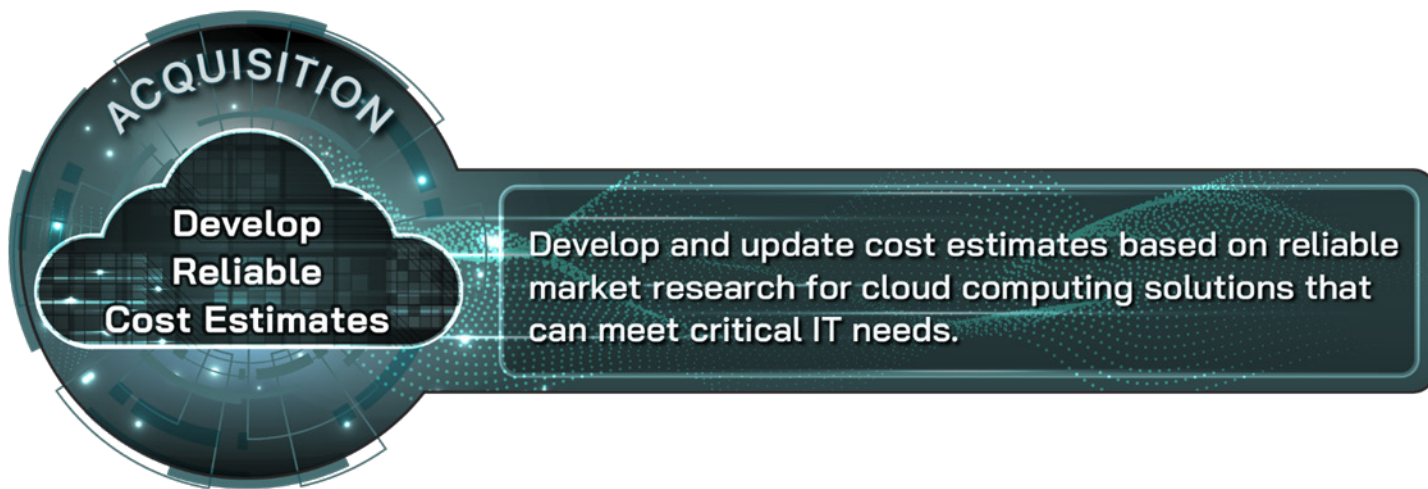 ACQUISITION
Develop
Reliable
Cost Estimates
Develop and update cost estimates based on reliable
market research for cloud computing solutions that
can meet critical IT needs.